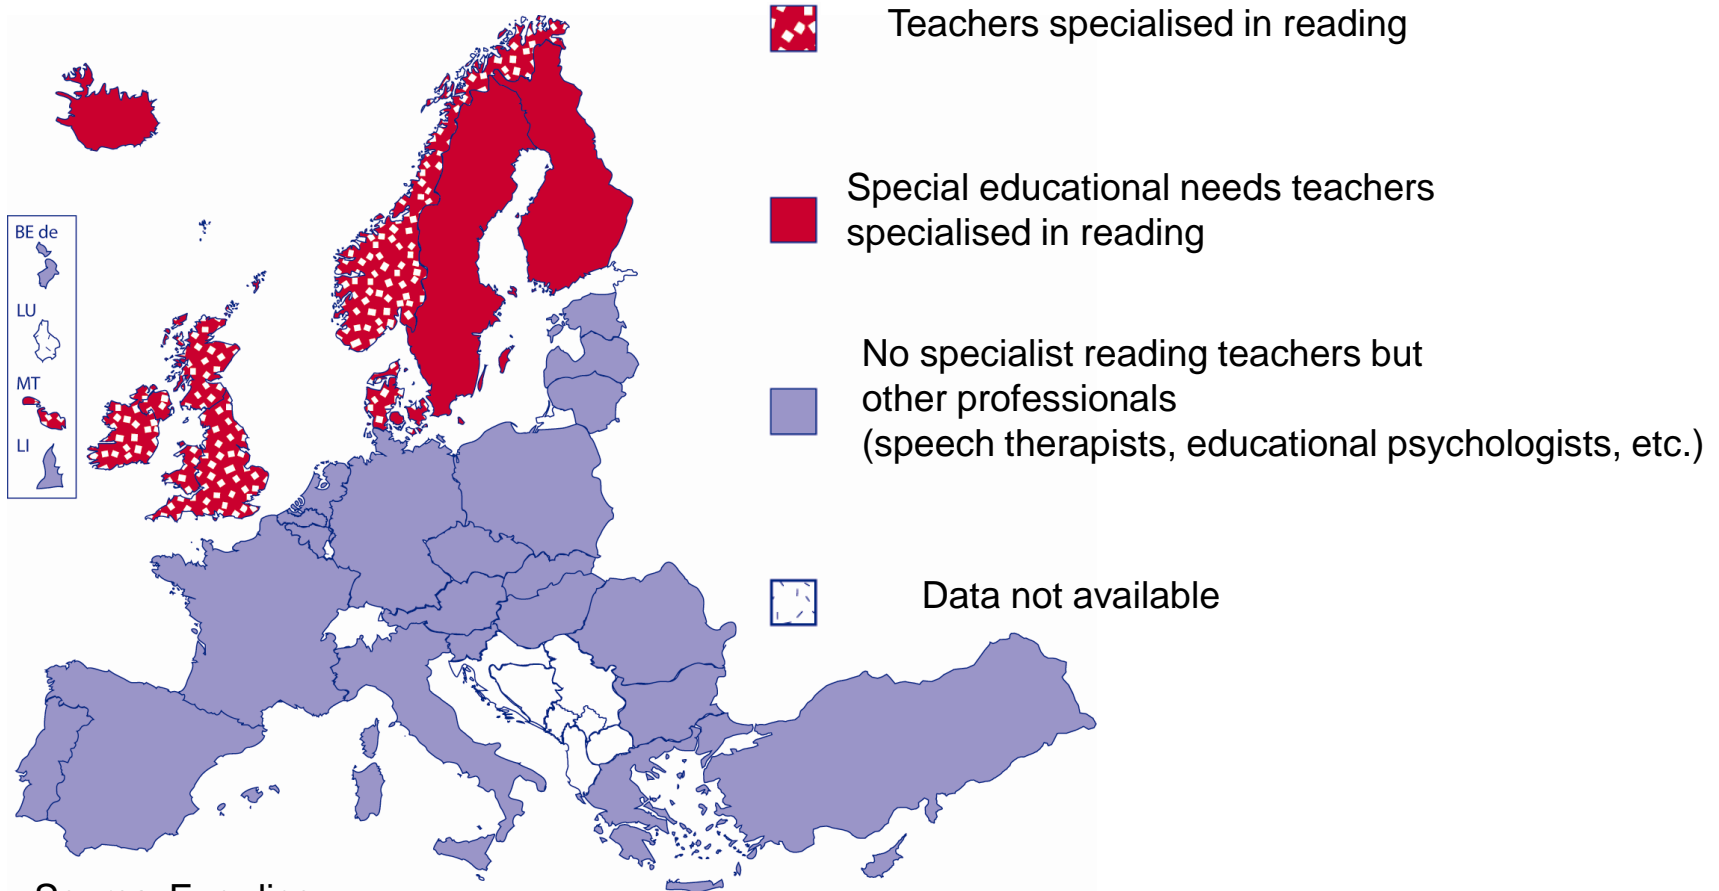 Teachers specialised in reading
Special educational needs teachers
specialised in reading
BE de
LU
MT
LI
No specialist reading teachers but
other professionals
(speech therapists, educational psychologists, etc.)
Data not available